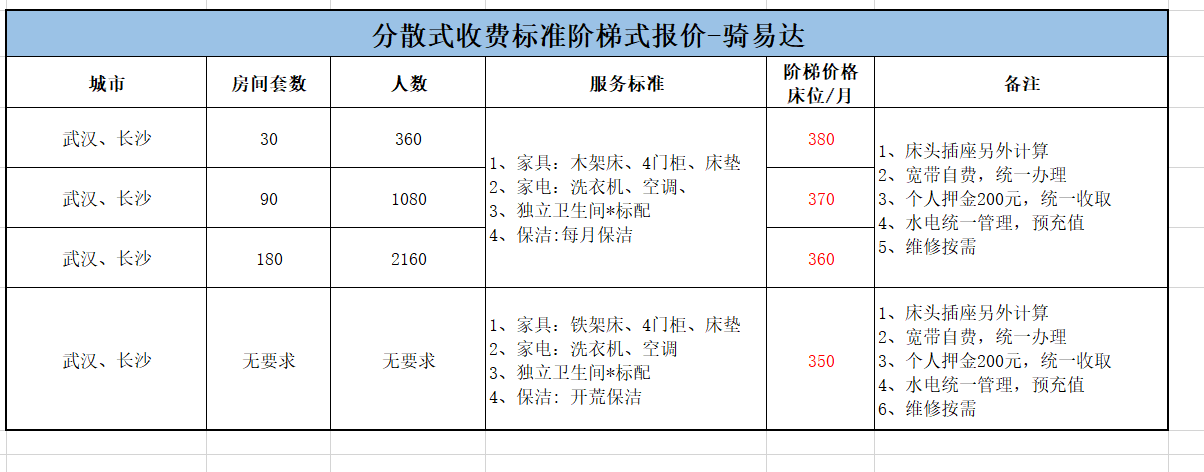 分散式收费标准阶梯式报价-骑易达
城市
房间套数
人数
服务标准
阶梯价格
床位/月
备注
武汉、长沙
30
360
1、家具：木架床、4门柜、床垫
2、家电：洗衣机、空调、
3、独立卫生间*标配
4、保洁:每月保洁
380
1、床头插座另外计算
2、宽带自费，统一办理
3、个人押金200元，统一收取
4、水电统一管理，预充值
5、维修按需
武汉、长沙
90
1080
370
武汉、长沙
180
2160
360
武汉、长沙
无要求
无要求
1、家具：铁架床、4门柜、床垫
2、家电：洗衣机、空调
3、独立卫生间*标配
4、保洁: 开荒保洁
350
1、床头插座另外计算
2、宽带自费，统一办理
3、个人押金200元，统一收取
4、水电统一管理，预充值
6、维修按需